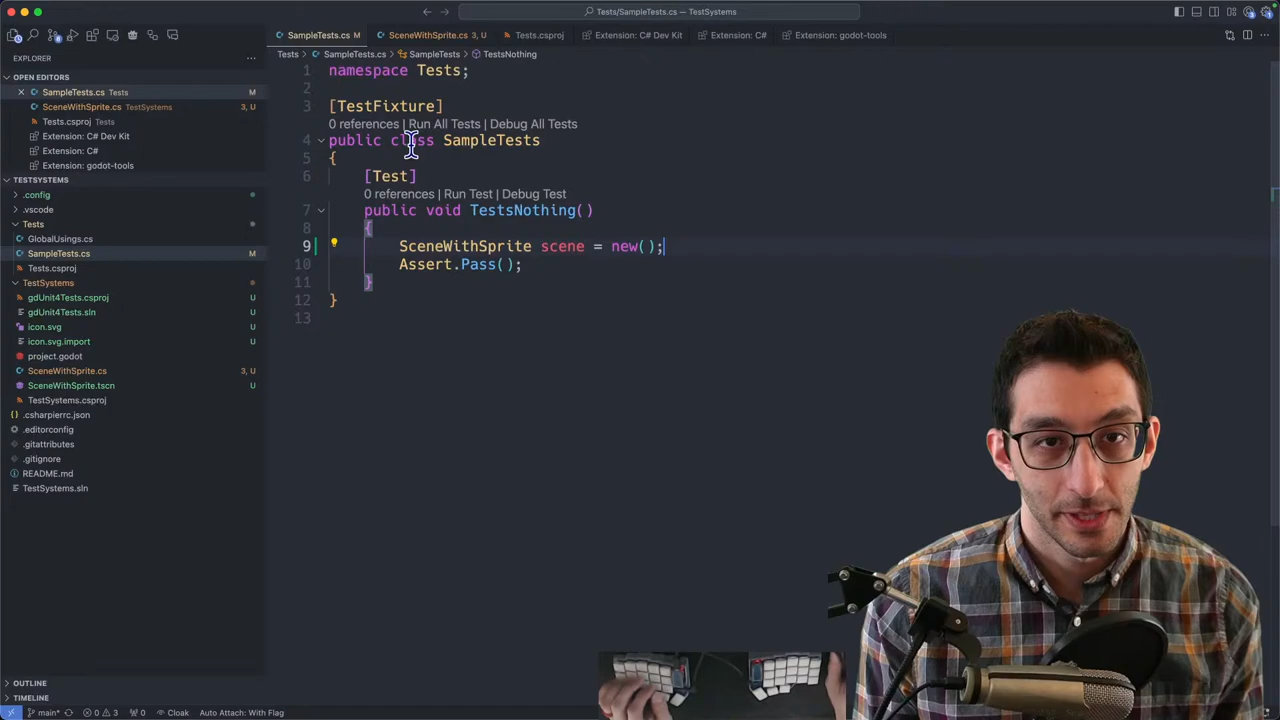 Tests/SampleTests.cs — TestSystems
EXPLORER
OPEN EDITORS
SampleTests.cs Tests M
SceneWithSprite.cs TestSystems 3, U
Tests.csproj Tests
Extension: C# Dev Kit
Extension: C#
Extension: godot-tools
TESTSYSTEMS
.config
.vscode
Tests
GlobalUsings.cs
SampleTests.cs M
Tests.csproj
TestSystems
gdUnit4Tests.csproj U
gdUnit4Tests.sln U
icon.svg U
icon.svg.import U
project.godot
SceneWithSprite.cs 3, U
SceneWithSprite.tscn U
TestSystems.csproj
.csharpierrc.json
.editorconfig
.gitattributes
.gitignore
README.md
TestSystems.sln
OUTLINE
TIMELINE
SampleTests.cs M SceneWithSprite.cs 3, U Tests.csproj Extension: C# Dev Kit Extension: C# Extension: godot-tools
Tests > SampleTests.cs > SampleTests > TestsNothing
1 namespace Tests;
2
3 [TestFixture]
0 references | Run All Tests | Debug All Tests
4 public class SampleTests
5 {
6 [Test]
0 references | Run Test | Debug Test
7 public void TestsNothing()
8 {
9 SceneWithSprite scene = new();
10 Assert.Pass();
11 }
12 }
13
main* 0 3 0 Cloak Auto Attach: With Flag